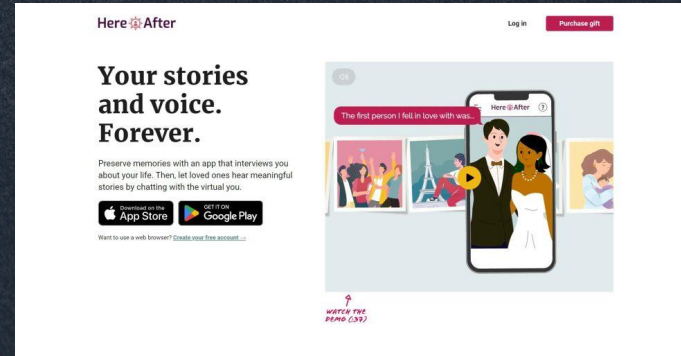 Here After
Log in
Purchase gift
Your stories
and voice.
Forever.
Preserve memories with an app that interviews you
about your life. Then, let loved ones hear meaningful
stories by chatting with the virtual you.
Download on the
App Store
GET IT ON
Google Play
Want to use a web browser? Create your free account →
The first person I fell in love with was...
Here After
?
WATCH THE
DEMO (:37)